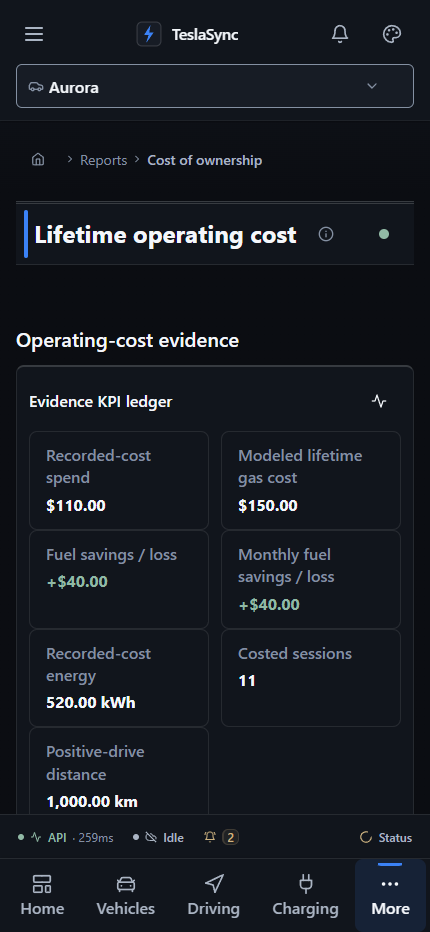 TeslaSync
Aurora
Reports
Cost of ownership
Lifetime operating cost
Operating-cost evidence
Evidence KPI ledger
Recorded-cost
spend
$110.00
Modeled lifetime
gas cost
$150.00
Fuel savings / loss
+$40.00
Monthly fuel
savings / loss
+$40.00
Recorded-cost
energy
520.00 kWh
Costed sessions
11
Positive-drive
distance
1,000.00 km
API · 259ms
Idle
2
Status
Home
Vehicles
Driving
Charging
More